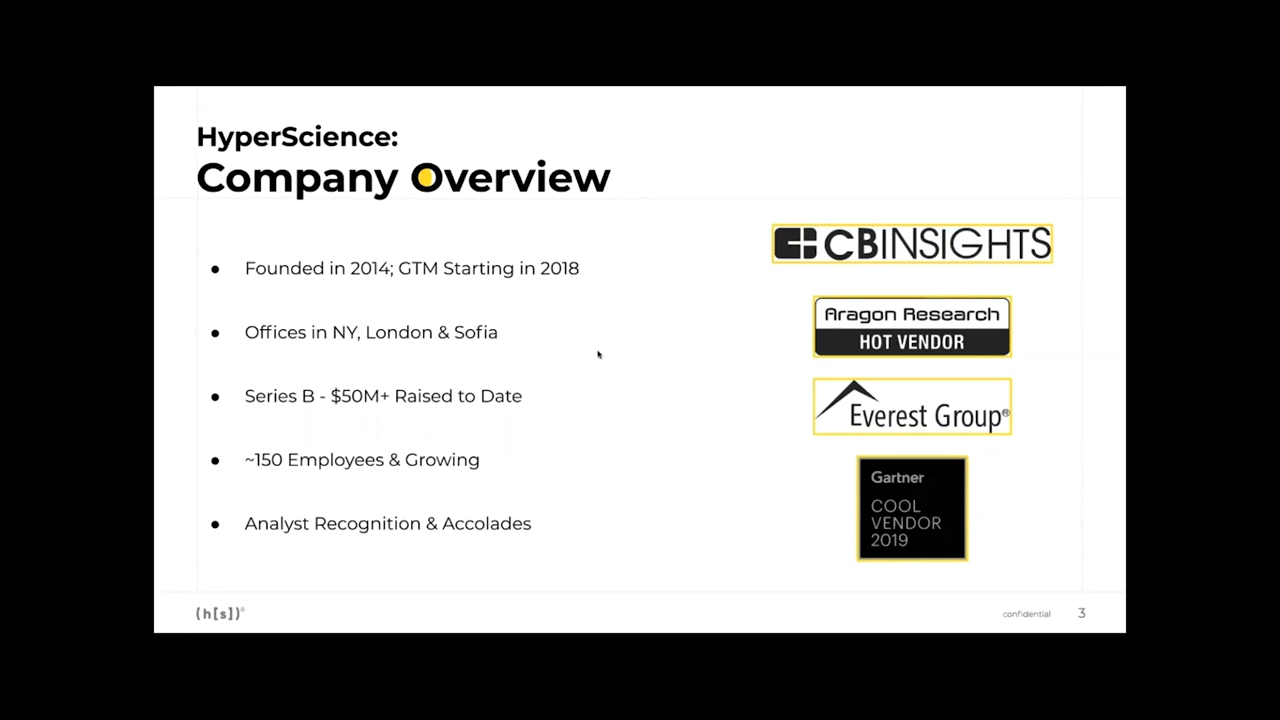 HyperScience:
Company Overview
● Founded in 2014; GTM Starting in 2018
● Offices in NY, London & Sofia
● Series B - $50M+ Raised to Date
● ~150 Employees & Growing
● Analyst Recognition & Accolades
CBINSIGHTS
Aragon Research
HOT VENDOR
Everest Group®
Gartner
COOL
VENDOR
2019
(h[s])®
confidential 3